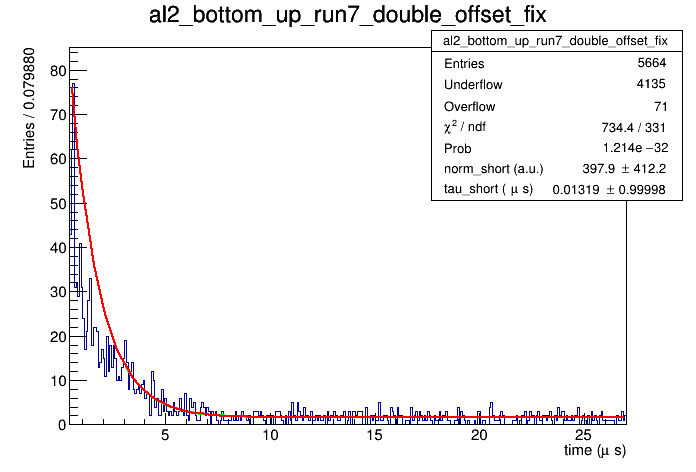 al2_bottom_up_run7_double_offset_fix
al2_bottom_up_run7_double_offset_fix
Entries 5664
Underflow 4135
Overflow 71
χ² / ndf 734.4 / 331
Prob 1.214e −32
norm_short (a.u.) 397.9 ± 412.2
tau_short ( μ s) 0.01319 ± 0.99998
Entries / 0.079880
80
70
60
50
40
30
20
10
0
5 10 15 20 25
time (μ s)